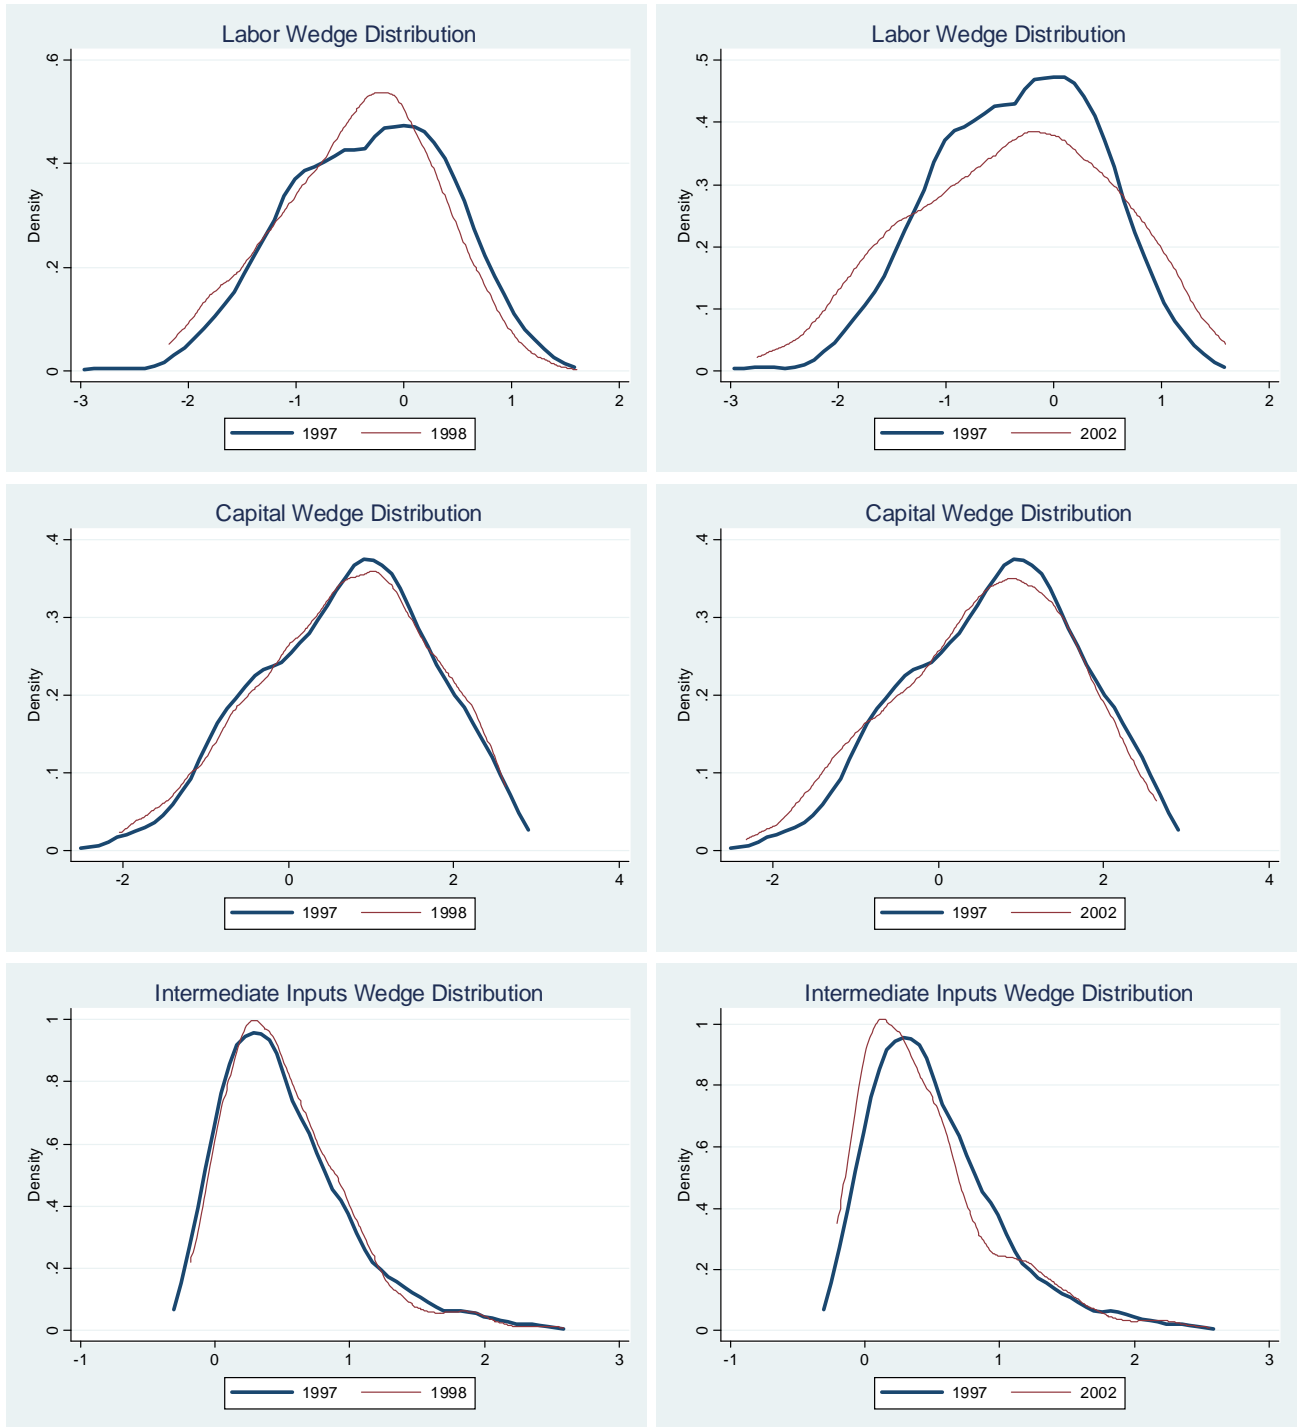 Labor Wedge Distribution
Density
0 .2 .4 .6
-3 -2 -1 0 1 2
1997 1998
Labor Wedge Distribution
Density
0 .1 .2 .3 .4 .5
-3 -2 -1 0 1 2
1997 2002
Capital Wedge Distribution
Density
0 .1 .2 .3 .4
-2 0 2 4
1997 1998
Capital Wedge Distribution
Density
0 .1 .2 .3 .4
-2 0 2 4
1997 2002
Intermediate Inputs Wedge Distribution
Density
0 .2 .4 .6 .8 1
-1 0 1 2 3
1997 1998
Intermediate Inputs Wedge Distribution
Density
0 .2 .4 .6 .8 1
-1 0 1 2 3
1997 2002